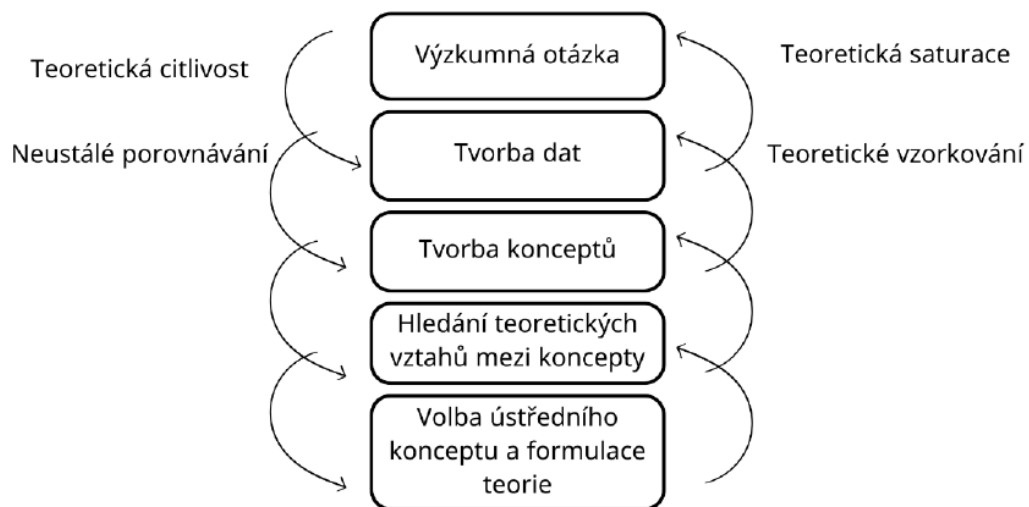 Výzkumná otázka
Teoretická citlivost
Teoretická saturace
Neustálé porovnávání
Tvorba dat
Teoretické vzorkování
Tvorba konceptů
Hledání teoretických
vztahů mezi koncepty
Volba ústředního
konceptu a formulace
teorie